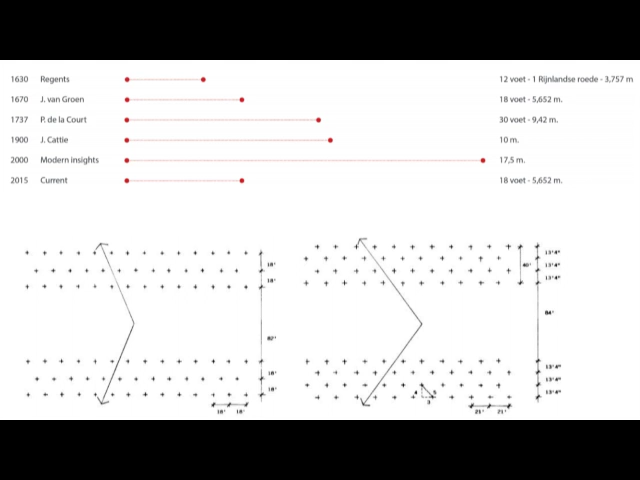 1630 Regents 12 voet - 1 Rijnlandse roede - 3,757 m
1670 J. van Groen 18 voet - 5,652 m.
1737 P. de la Court 30 voet - 9,42 m.
1900 J. Cattie 10 m.
2000 Modern insights 17,5 m.
2015 Current 18 voet - 5,652 m.
18'
18'
82'
18'
18'
18' 18'
13'4"
13'4"
13'4"
40'
84'
13'4"
13'4"
13'4"
4 5
3
21' 21'